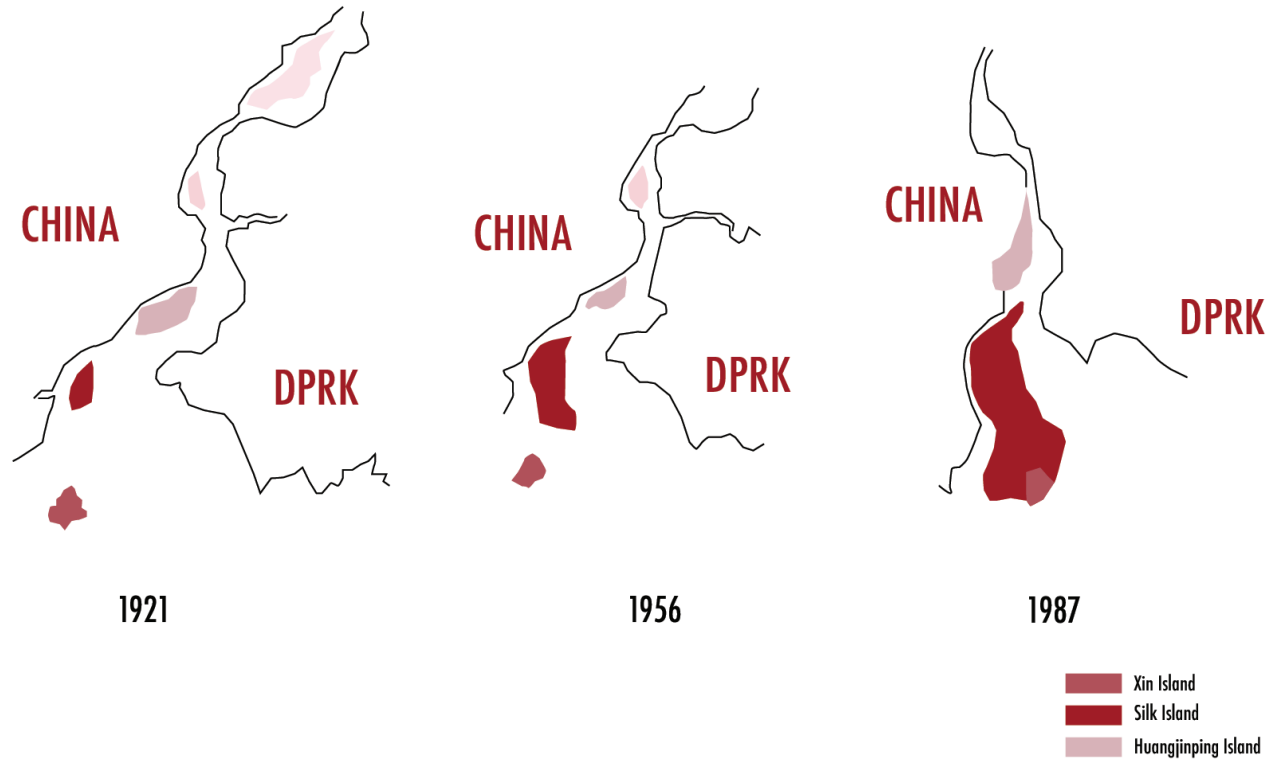 CHINA
DPRK
1921
CHINA
DPRK
1956
CHINA
DPRK
1987
Xin Island
Silk Island
Huangjinping Island